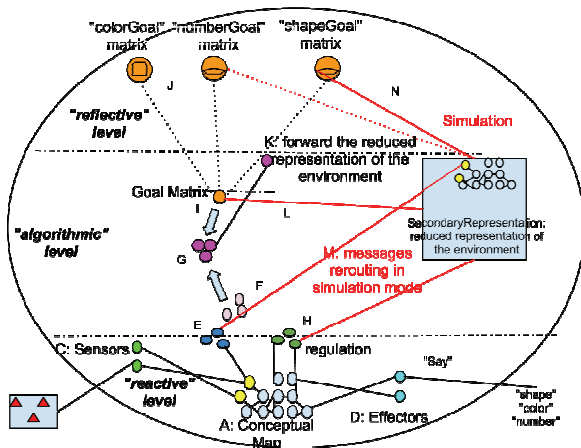 "colorGoal" "numberGoal" "shapeGoal"
matrix matrix matrix
J
N
"reflective"
level
Simulation
K: forward the reduced
representation of the
environment
Goal Matrix
I
L
SecondaryRepresentation:
reduced representation of
the environment
"algorithmic"
level
G
M: messages
rerouting in
simulation mode
F
E
H
C: Sensors
regulation
"Say"
"reactive"
level
"shape"
"color"
"number"
A: Conceptual
Map
D: Effectors